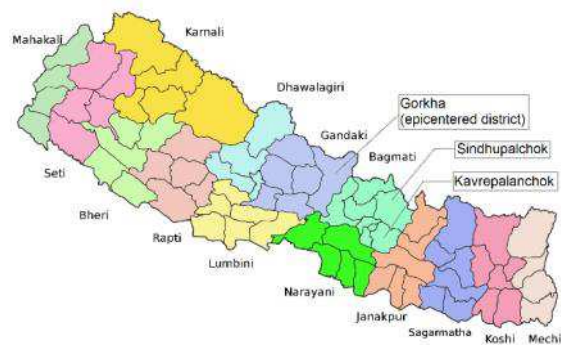 Mahakali
Karnali
Dhawalagiri
Gorkha
(epicentered district)
Gandaki
Bagmati
Sindhupalchok
Kavrepalanchok
Seti
Bheri
Rapti
Lumbini
Narayani
Janakpur
Sagarmatha
Koshi
Mechi